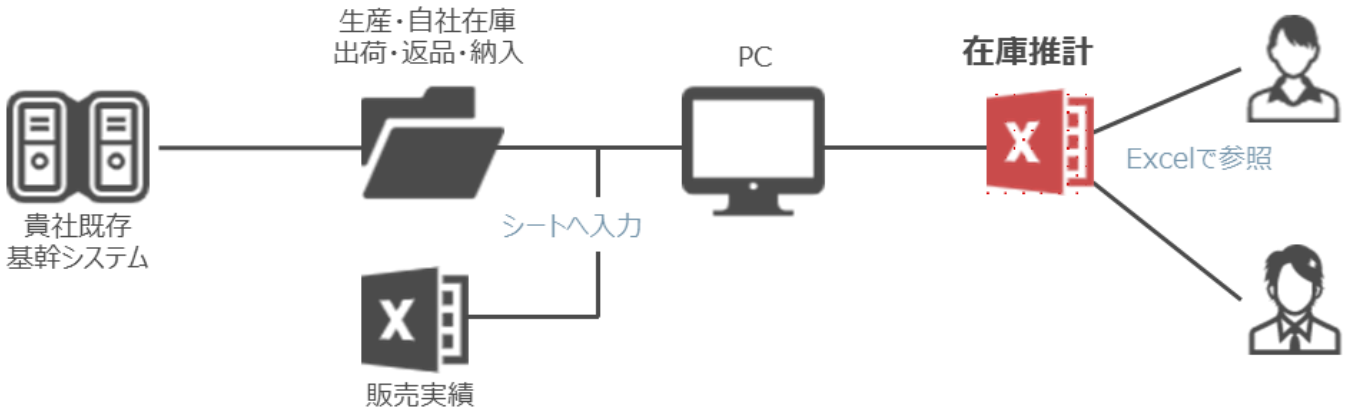 生産・自社在庫
出荷・返品・納入
PC
在庫推計
貴社既存
基幹システム
シートへ入力
Excelで参照
X
X
販売実績